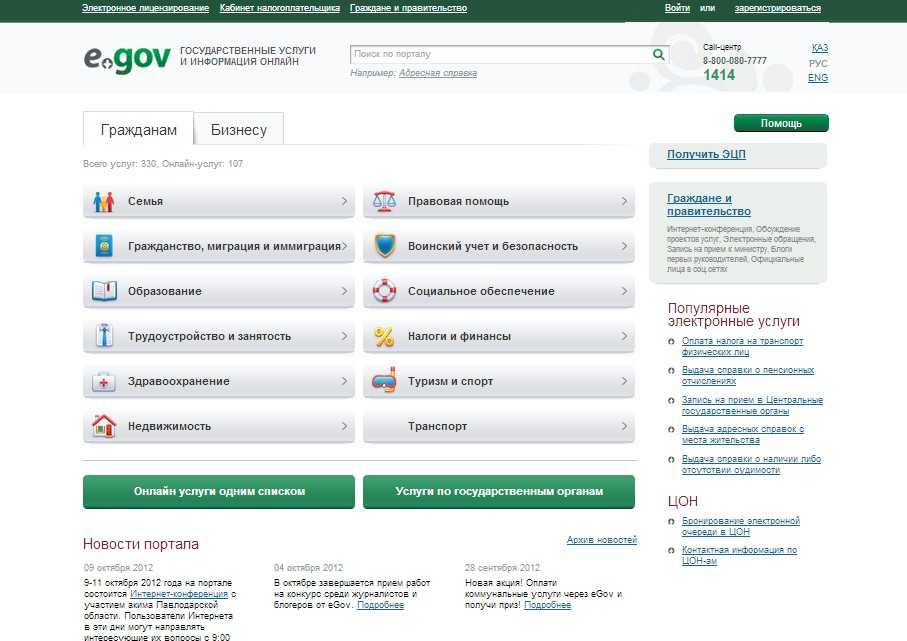 Электронное лицензирование Кабинет налогоплательщика Граждане и правительство Войти или зарегистрироваться
e.gov ГОСУДАРСТВЕННЫЕ УСЛУГИ
И ИНФОРМАЦИЯ ОНЛАЙН
Поиск по порталу
Например: Адресная справка
Call-центр
8-800-080-7777
1414
ҚАЗ
РУС
ENG
Гражданам Бизнесу
Всего услуг: 330, Онлайн-услуг: 107
Семья
Правовая помощь
Гражданство, миграция и иммиграция
Воинский учет и безопасность
Образование
Социальное обеспечение
Трудоустройство и занятость
Налоги и финансы
Здравоохранение
Туризм и спорт
Недвижимость
Транспорт
Онлайн услуги одним списком
Услуги по государственным органам
Помощь
Получить ЭЦП
Граждане и
правительство
Интернет-конференция, Обсуждение
проектов услуг, Электронные обращения,
Запись на прием к министру, Блоги
первых руководителей, Официальные
лица в соц.сетях
Популярные
электронные услуги
Оплата налога на транспорт
физических лиц
Выдача справки о пенсионных
отчислениях
Запись на прием в Центральные
государственные органы
Выдача адресных справок с
места жительства
Выдача справки о наличии либо
отсутствии судимости
ЦОН
Бронирование электронной
очереди в ЦОН
Контактная информация по
ЦОН-ам
Новости портала
Архив новостей
09 октября 2012
9-11 октября 2012 года на портале
состоится Интернет-конференция с
участием акима Павлодарской
области. Пользователи Интернета
в эти дни могут направлять
интересующие их вопросы с 9:00
04 октября 2012
В октябре завершается прием работ
на конкурс среди журналистов и
блогеров от eGov. Подробнее
28 сентября 2012
Новая акция! Оплати
коммунальные услуги через eGov и
получи приз! Подробнее